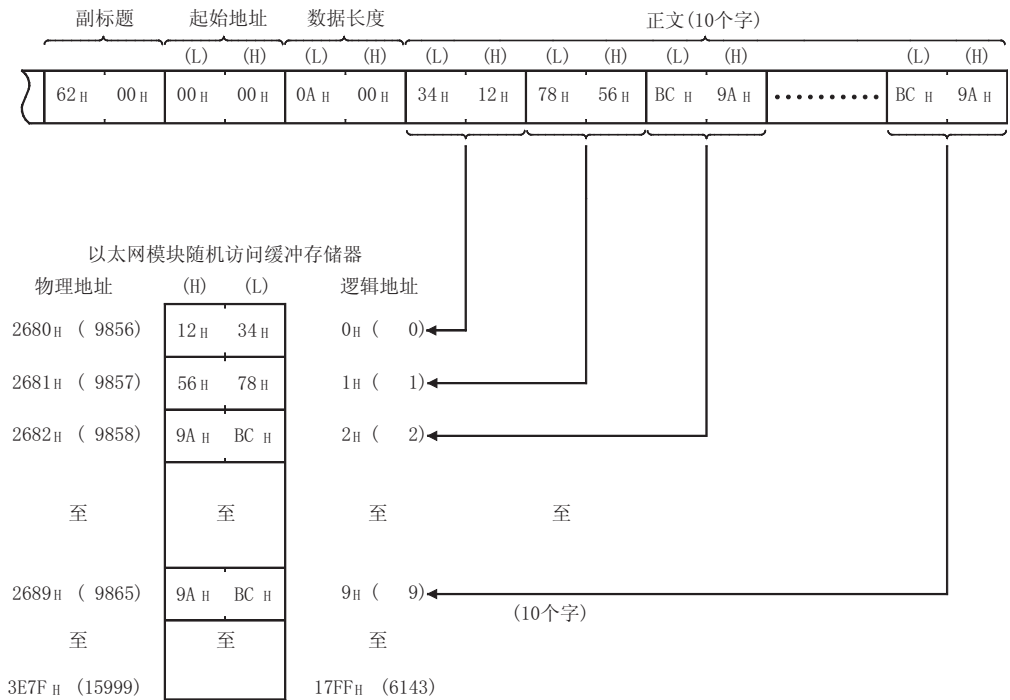 副标题 起始地址 数据长度 正文(10个字)
(L) (H) (L) (H) (L) (H) (L) (H) (L) (H) (L) (H)
62H 00H 00H 00H 0AH 00H 34H 12H 78H 56H BC H 9A H •••••••••• BC H 9A H
以太网模块随机访问缓冲存储器
物理地址 (H) (L) 逻辑地址
2680H ( 9856) 12H 34H 0H ( 0)
2681H ( 9857) 56H 78H 1H ( 1)
2682H ( 9858) 9A H BC H 2H ( 2)
至 至 至 至
2689H ( 9865) 9A H BC H 9H ( 9)
(10个字)
至 至 至
3E7F H (15999) 17FFH (6143)